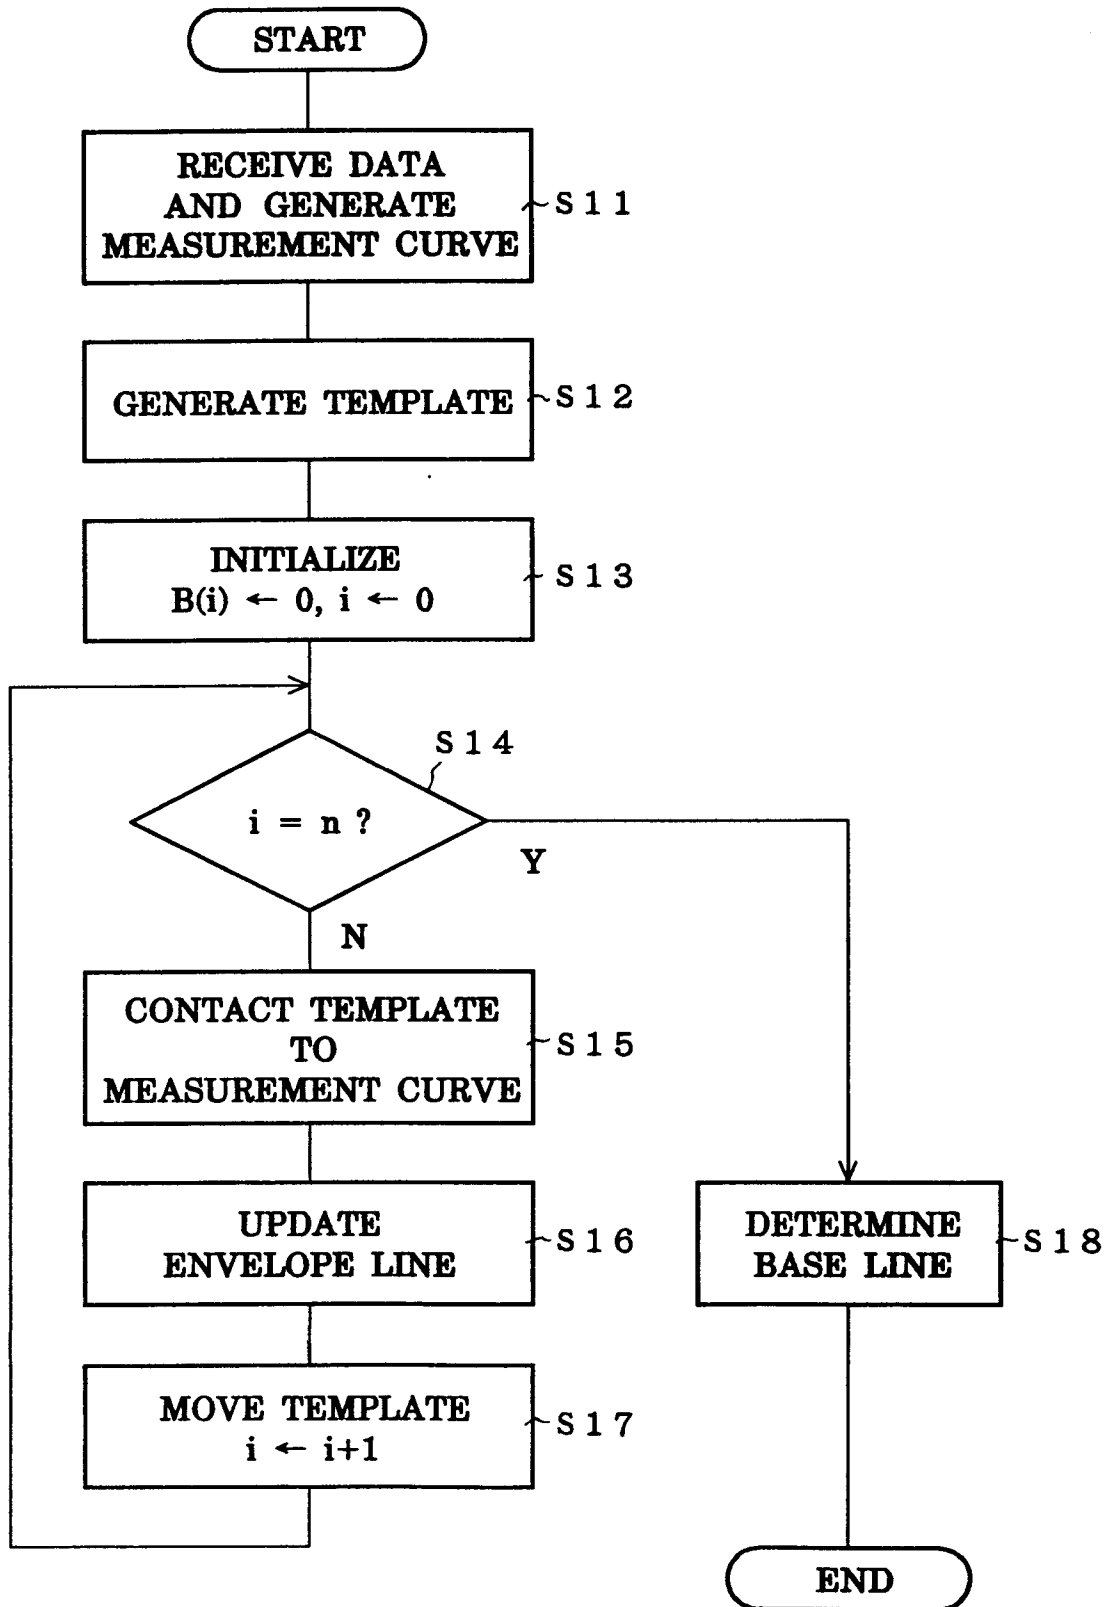 START
RECEIVE DATA
AND GENERATE
MEASUREMENT CURVE
S11
GENERATE TEMPLATE
S12
INITIALIZE
B(i) ← 0, i ← 0
S13
S14
i = n ?
Y
N
CONTACT TEMPLATE
TO
MEASUREMENT CURVE
S15
UPDATE
ENVELOPE LINE
S16
DETERMINE
BASE LINE
S18
MOVE TEMPLATE
i ← i+1
S17
END